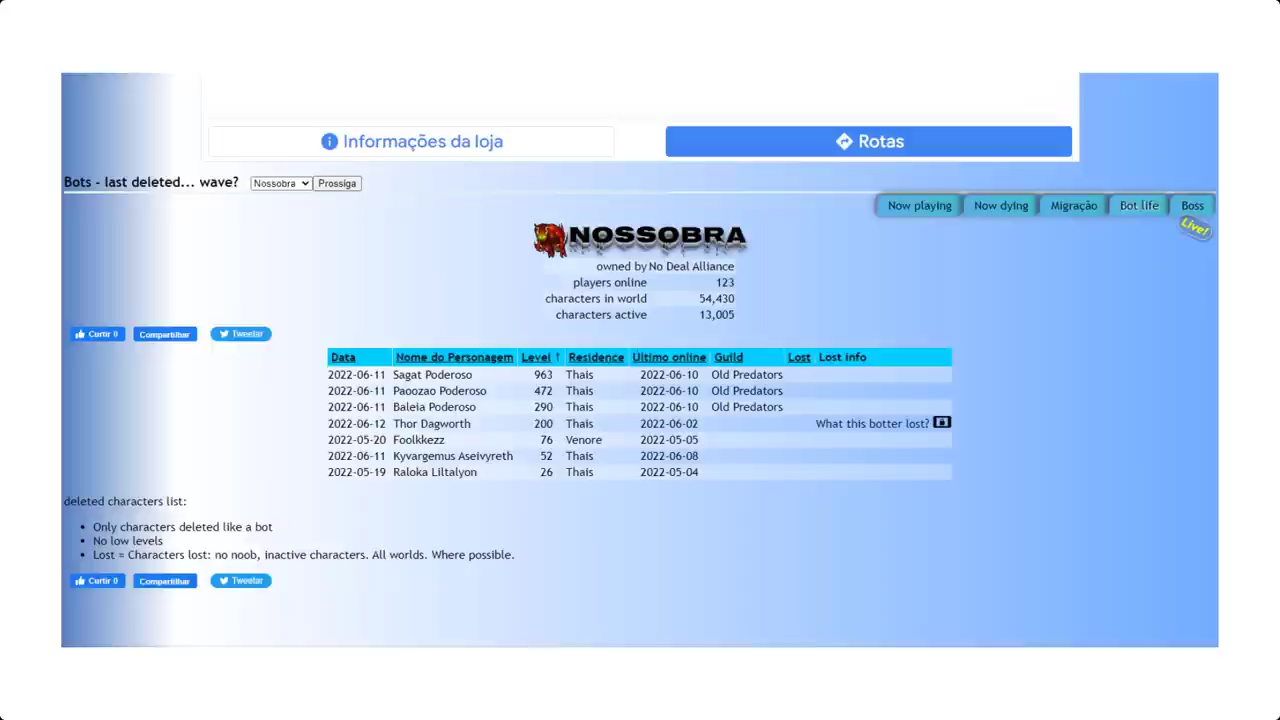 Informações da loja
Rotas
Bots - last deleted... wave? Nossobra Prossiga
Now playing Now dying Migração Bot life Boss
Live!
NOSSOBRA
owned by No Deal Alliance
players online 123
characters in world 54,430
characters active 13,005
Curtir 0 Compartilhar Tweetar
Data Nome do Personagem Level ↑ Residence Último online Guild Lost Lost info
2022-06-11 Sagat Poderoso 963 Thais 2022-06-10 Old Predators
2022-06-11 Paoozao Poderoso 472 Thais 2022-06-10 Old Predators
2022-06-11 Baleia Poderoso 290 Thais 2022-06-10 Old Predators
2022-06-12 Thor Dagworth 200 Thais 2022-06-02 What this botter lost?
2022-05-20 Foolkkezz 76 Venore 2022-05-05
2022-06-11 Kyvargemus Aseivyreth 52 Thais 2022-06-08
2022-05-19 Raloka Liltalyon 26 Thais 2022-05-04
deleted characters list:
• Only characters deleted like a bot
• No low levels
• Lost = Characters lost: no noob, inactive characters. All worlds. Where possible.
Curtir 0 Compartilhar Tweetar